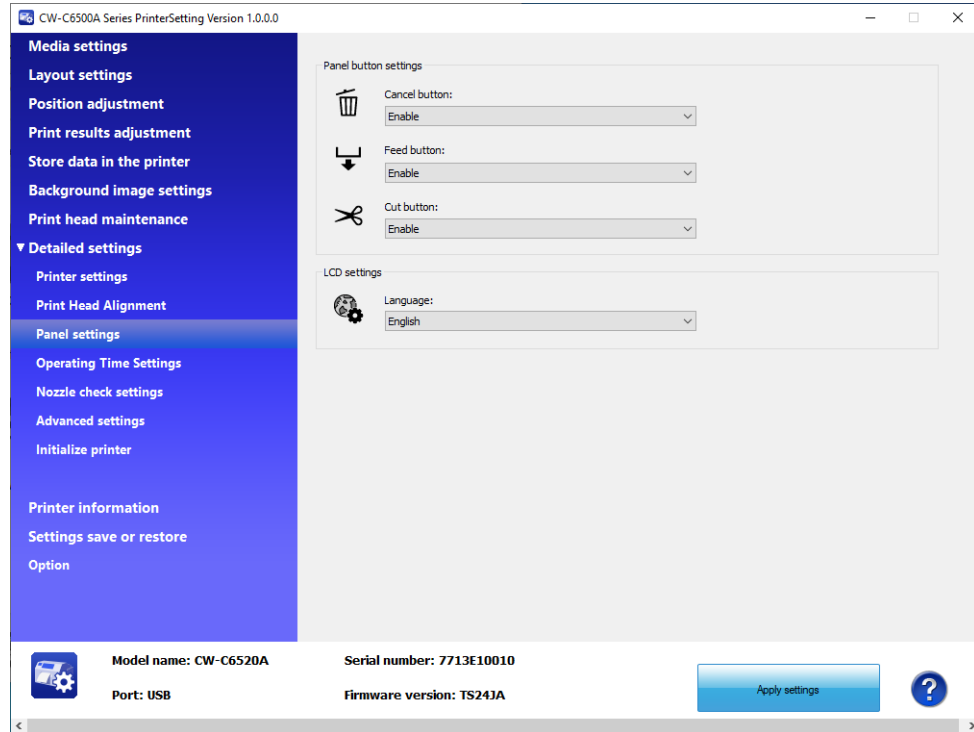 CW-C6500A Series PrinterSetting Version 1.0.0.0
Media settings
Layout settings
Position adjustment
Print results adjustment
Store data in the printer
Background image settings
Print head maintenance
Detailed settings
Printer settings
Print Head Alignment
Panel settings
Operating Time Settings
Nozzle check settings
Advanced settings
Initialize printer
Printer information
Settings save or restore
Option
Panel button settings
Cancel button:
Enable
Feed button:
Enable
Cut button:
Enable
LCD settings
Language:
English
Model name: CW-C6520A
Serial number: 7713E10010
Port: USB
Firmware version: TS24JA
Apply settings
?